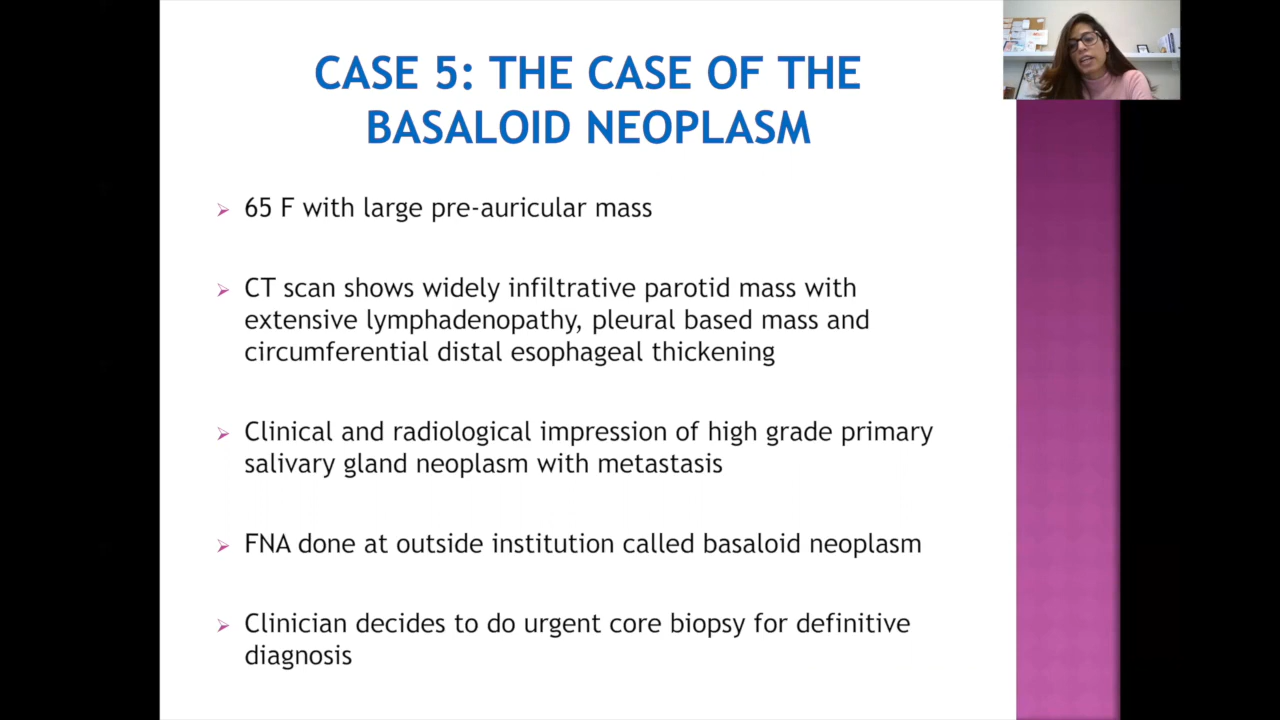 CASE 5: THE CASE OF THE
BASALOID NEOPLASM
65 F with large pre-auricular mass
CT scan shows widely infiltrative parotid mass with
extensive lymphadenopathy, pleural based mass and
circumferential distal esophageal thickening
Clinical and radiological impression of high grade primary
salivary gland neoplasm with metastasis
FNA done at outside institution called basaloid neoplasm
Clinician decides to do urgent core biopsy for definitive
diagnosis